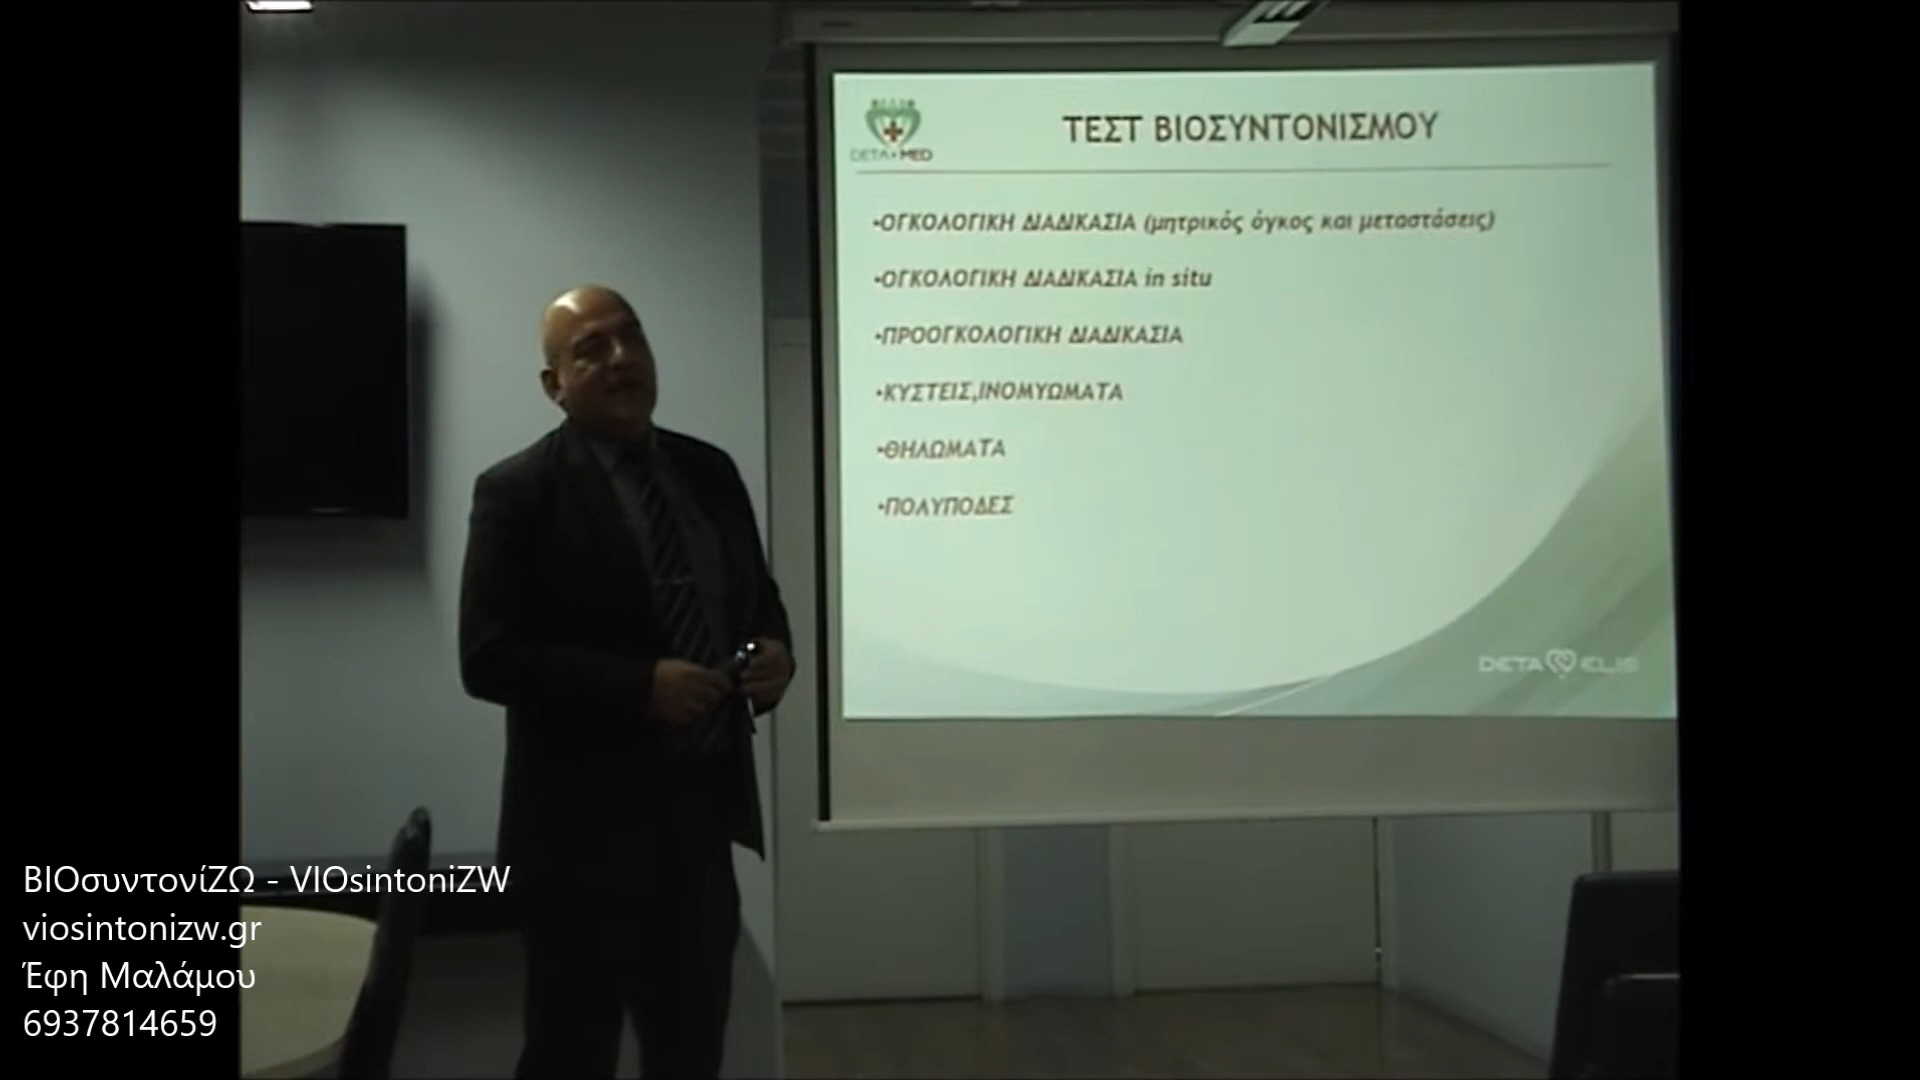 DETA MED
ΤΕΣΤ ΒΙΟΣΥΝΤΟΝΙΣΜΟΥ
•ΟΓΚΟΛΟΓΙΚΗ ΔΙΑΔΙΚΑΣΙΑ (μητρικός όγκος και μεταστάσεις)
•ΟΓΚΟΛΟΓΙΚΗ ΔΙΑΔΙΚΑΣΙΑ in situ
•ΠΡΟΟΓΚΟΛΟΓΙΚΗ ΔΙΑΔΙΚΑΣΙΑ
•ΚΥΣΤΕΙΣ,ΙΝΟΜΥΩΜΑΤΑ
•ΘΗΛΩΜΑΤΑ
•ΠΟΛΥΠΟΔΕΣ
DETA ELIS
ΒΙΟσυντονίΖΩ - VIOsintoniZW
viosintonizw.gr
Έφη Μαλάμου
6937814659